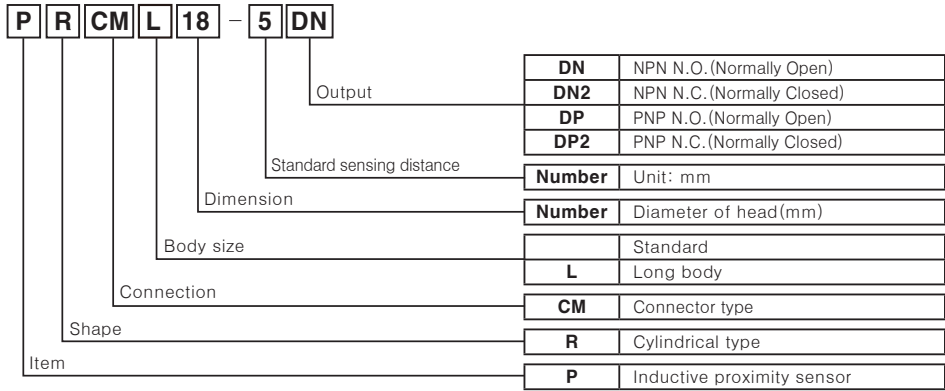 P R CM L 18 - 5 DN
DN NPN N.O.(Normally Open)
Output DN2 NPN N.C.(Normally Closed)
DP PNP N.O.(Normally Open)
DP2 PNP N.C.(Normally Closed)
Standard sensing distance
Number Unit: mm
Dimension
Number Diameter of head(mm)
Body size Standard
L Long body
Connection
CM Connector type
Shape
R Cylindrical type
Item
P Inductive proximity sensor